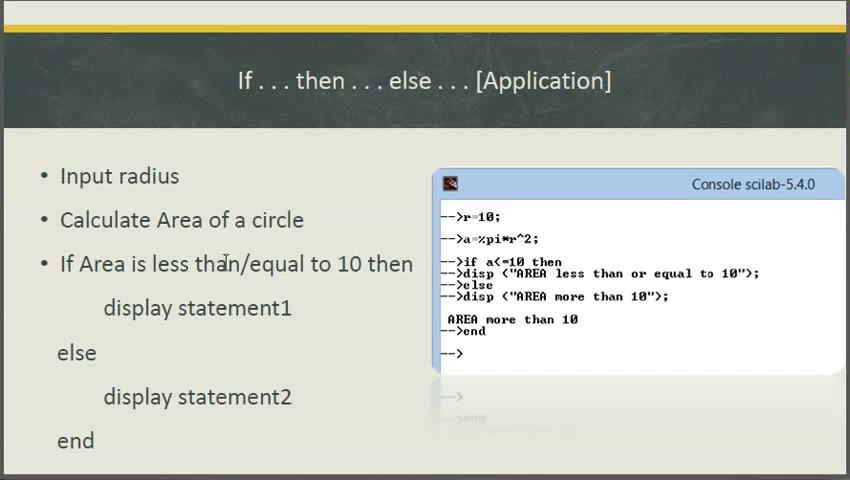 If . . . then . . . else . . . [Application]
• Input radius
• Calculate Area of a circle
• If Area is less than/equal to 10 then
display statement1
else
display statement2
end
Console scilab-5.4.0
-->r=10;
-->a=%pi*r^2;
-->if a<=10 then
-->disp ("AREA less than or equal to 10");
-->else
-->disp ("AREA more than 10");
AREA more than 10
-->end
-->